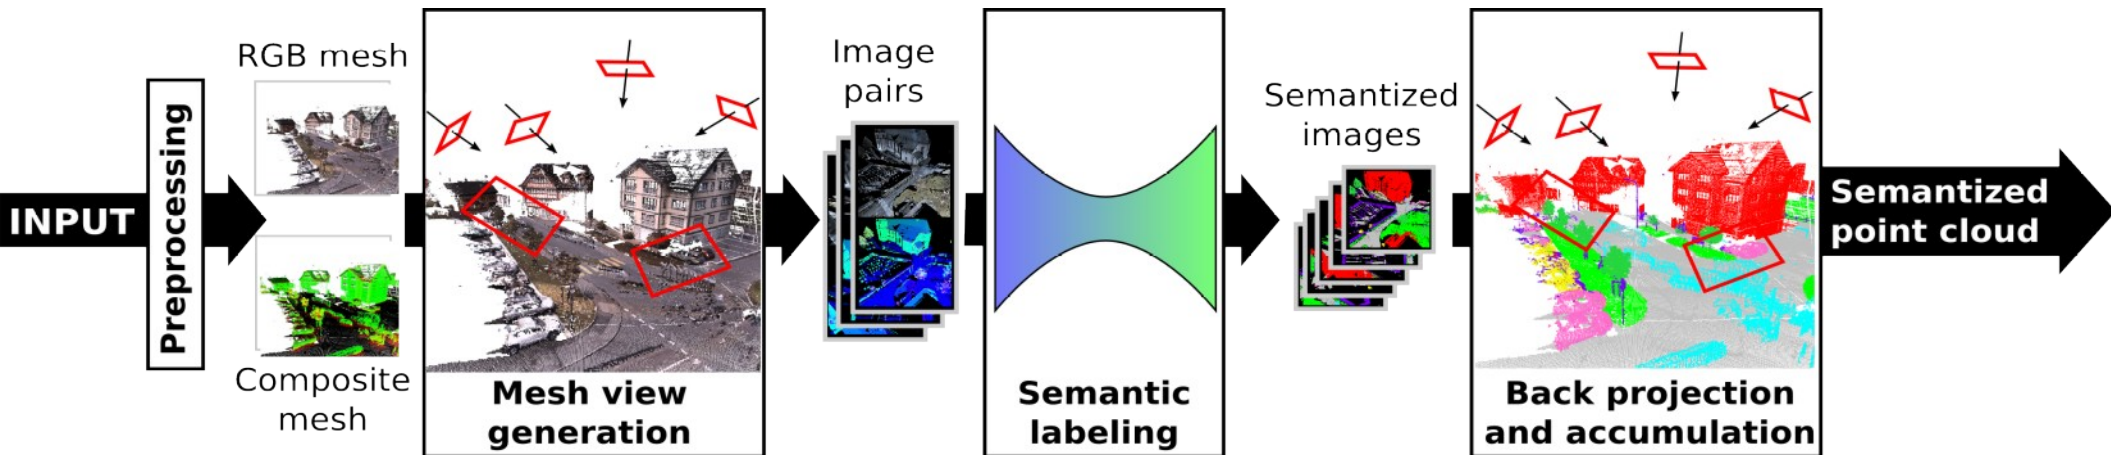 INPUT
Preprocessing
RGB mesh
Composite
mesh
Mesh view
generation
Image
pairs
Semantic
labeling
Semantized
images
Back projection
and accumulation
Semantized
point cloud